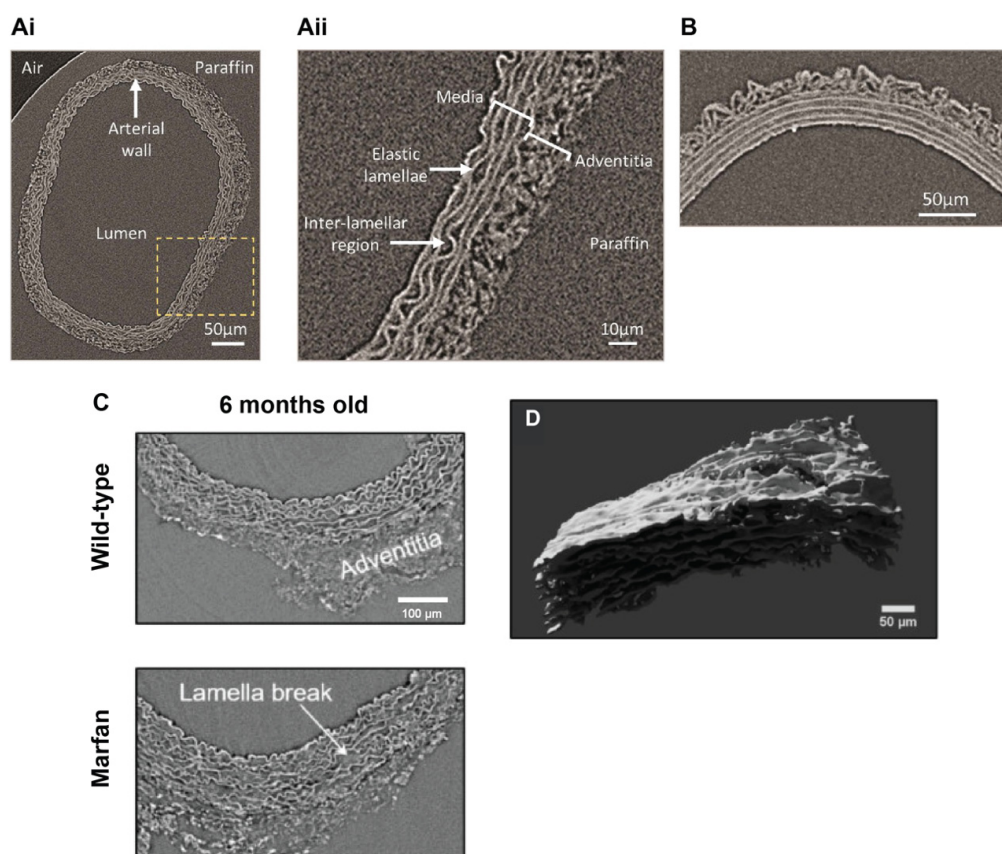 Ai
Air
Paraffin
Arterial
wall
Lumen
50µm
Aii
Media
Elastic
lamellae
Adventitia
Inter-lamellar
region
Paraffin
10µm
B
50µm
C
6 months old
Wild-type
Adventitia
100 µm
Marfan
Lamella break
D
50 µm